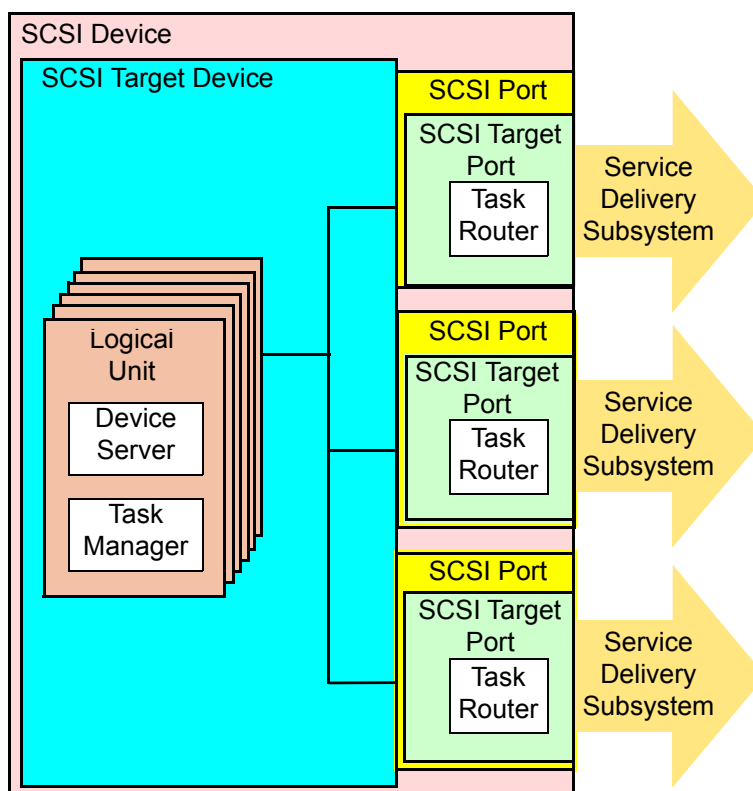 SCSI Device
SCSI Target Device
SCSI Port
SCSI Target
Port
Task
Router
Service
Delivery
Subsystem
Logical
Unit
Device
Server
Task
Manager
SCSI Port
SCSI Target
Port
Task
Router
Service
Delivery
Subsystem
SCSI Port
SCSI Target
Port
Task
Router
Service
Delivery
Subsystem